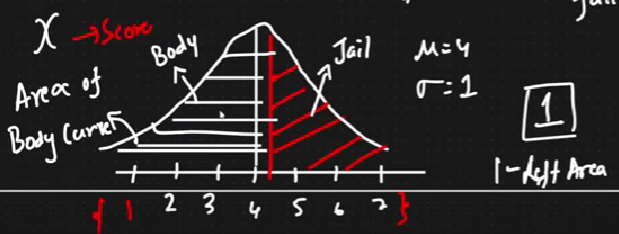 X → Score
Body
Tail
μ=4
σ=1
Area of
Body Curve
1
1-Left Area
{ 1 2 3 4 5 6 7 }